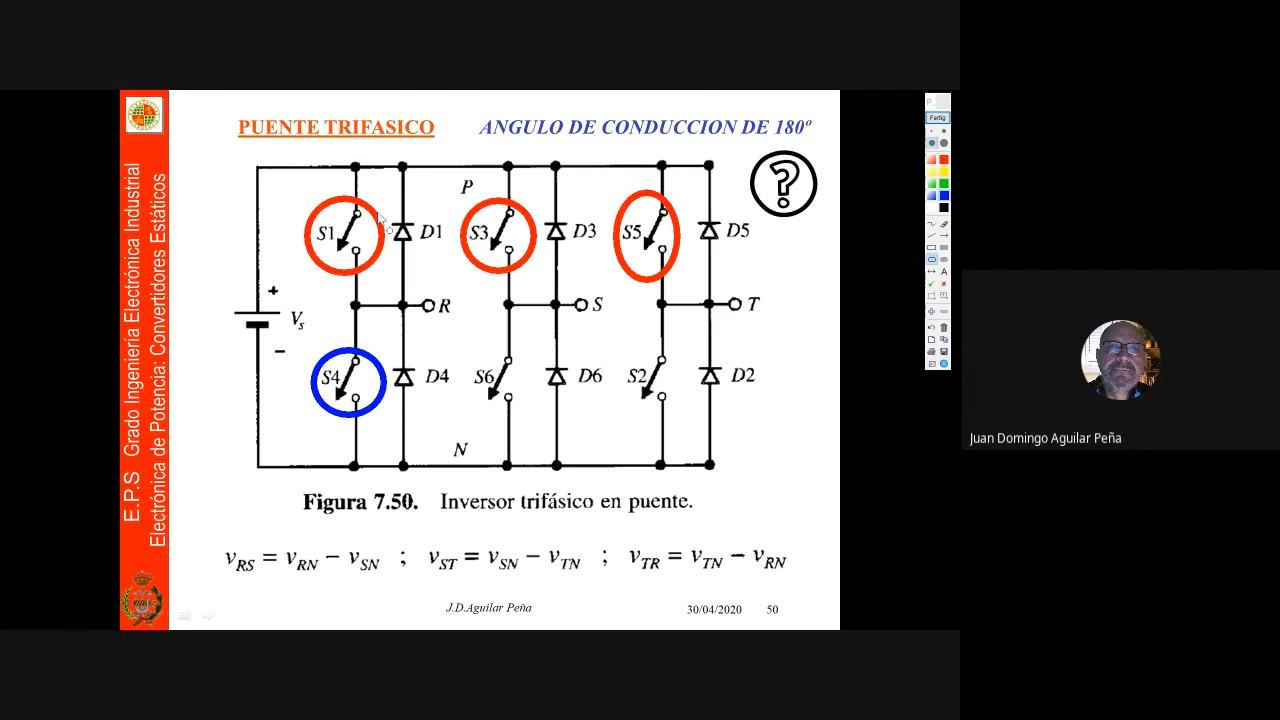 E.P.S Grado Ingeniería Electrónica Industrial
Electrónica de Potencia: Convertidores Estáticos
PUENTE TRIFASICO
ANGULO DE CONDUCCION DE 180º
P
S1
D1
S3
D3
S5
D5
+
Vs
−
R
S
T
S4
D4
S6
D6
S2
D2
N
Figura 7.50. Inversor trifásico en puente.
vRS = vRN − vSN ; vST = vSN − vTN ; vTR = vTN − vRN
J.D.Aguilar Peña
30/04/2020 50
P..
Fertig
A
Juan Domingo Aguilar Peña